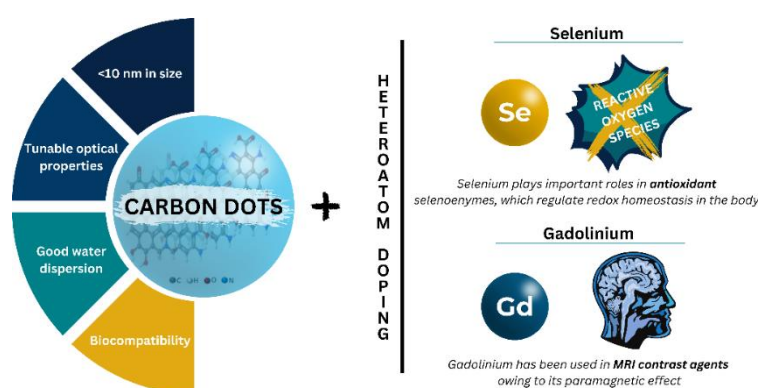 <10 nm in size
Tunable optical
properties
Good water
dispersion
Biocompatibility
CARBON DOTS
C H O N
+
HETEROATOM DOPING
Selenium
Se
REACTIVE
OXYGEN
SPECIES
Selenium plays important roles in antioxidant
selenoenymes, which regulate redox homeostasis in the body
Gadolinium
Gd
Gadolinium has been used in MRI contrast agents
owing to its paramagnetic effect